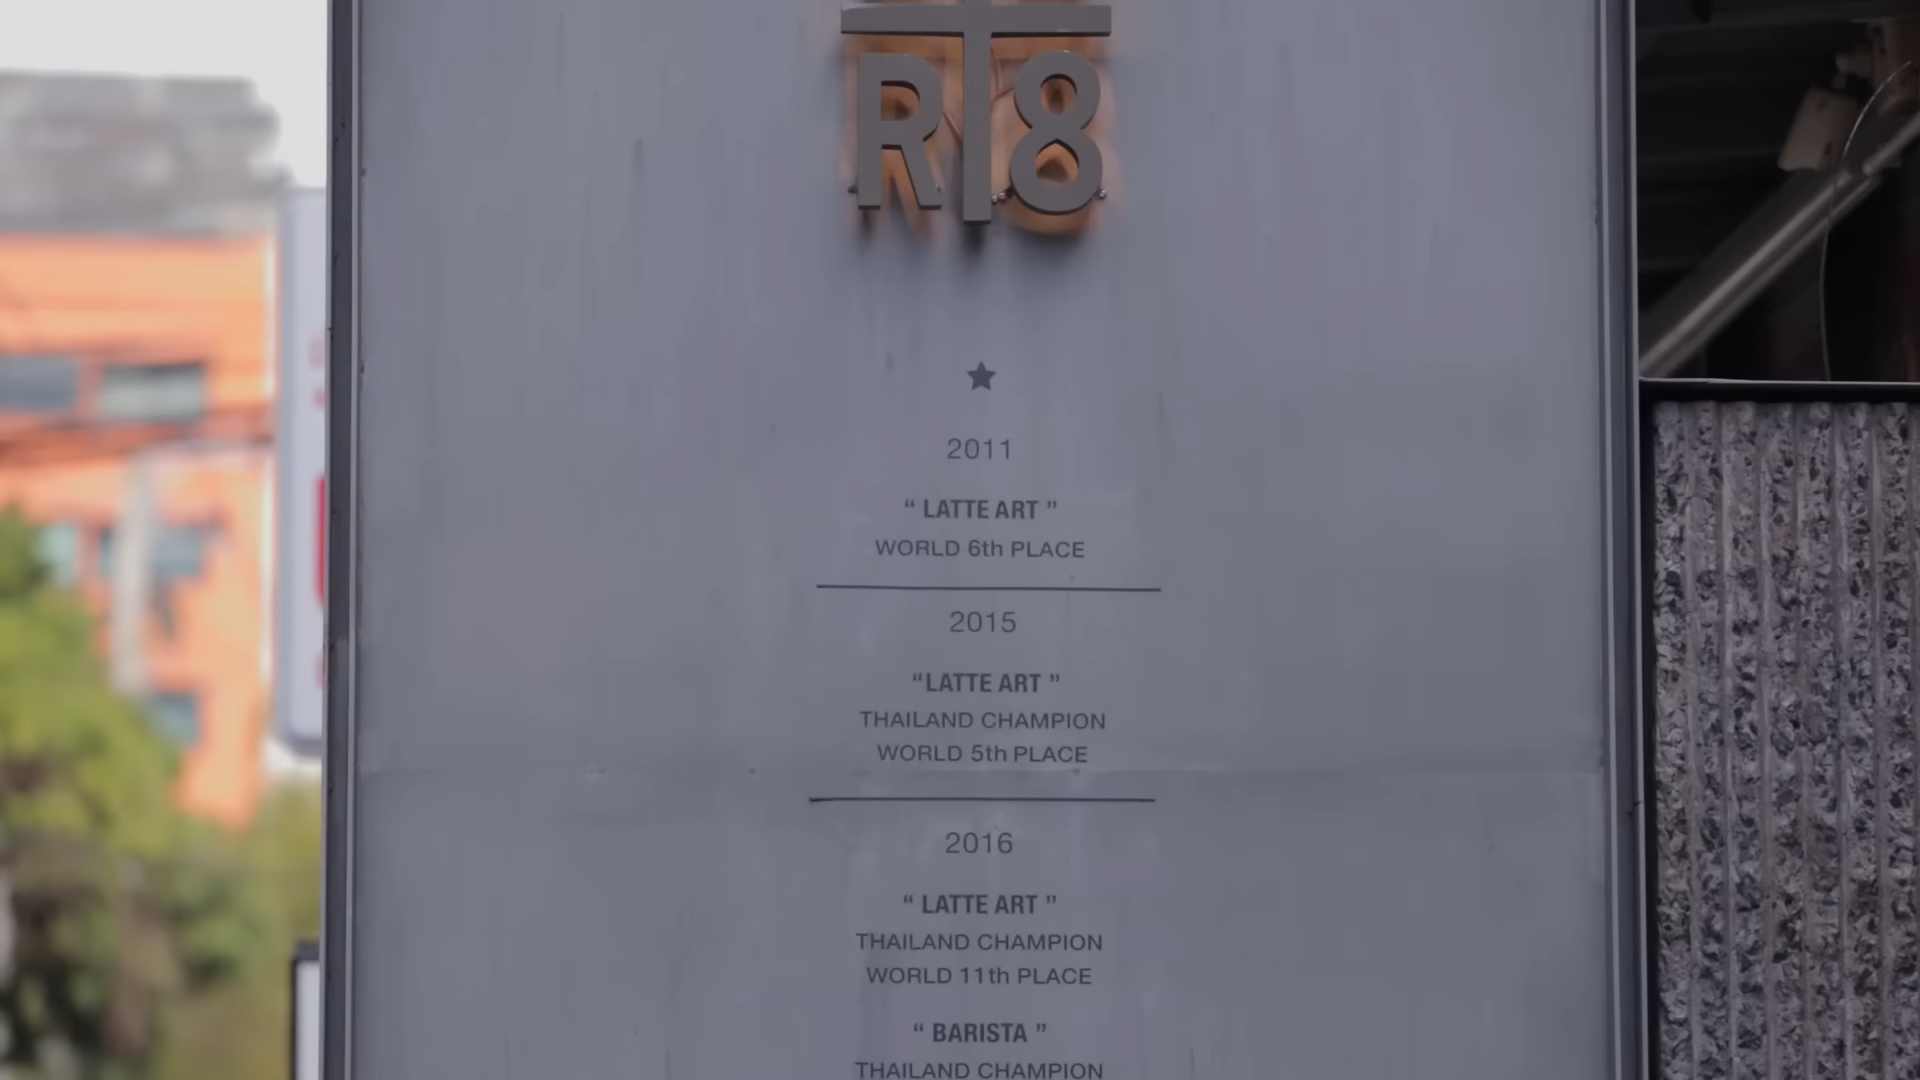 RT8
2011
“ LATTE ART ”
WORLD 6th PLACE
2015
“LATTE ART ”
THAILAND CHAMPION
WORLD 5th PLACE
2016
“ LATTE ART ”
THAILAND CHAMPION
WORLD 11th PLACE
“ BARISTA ”
THAILAND CHAMPION